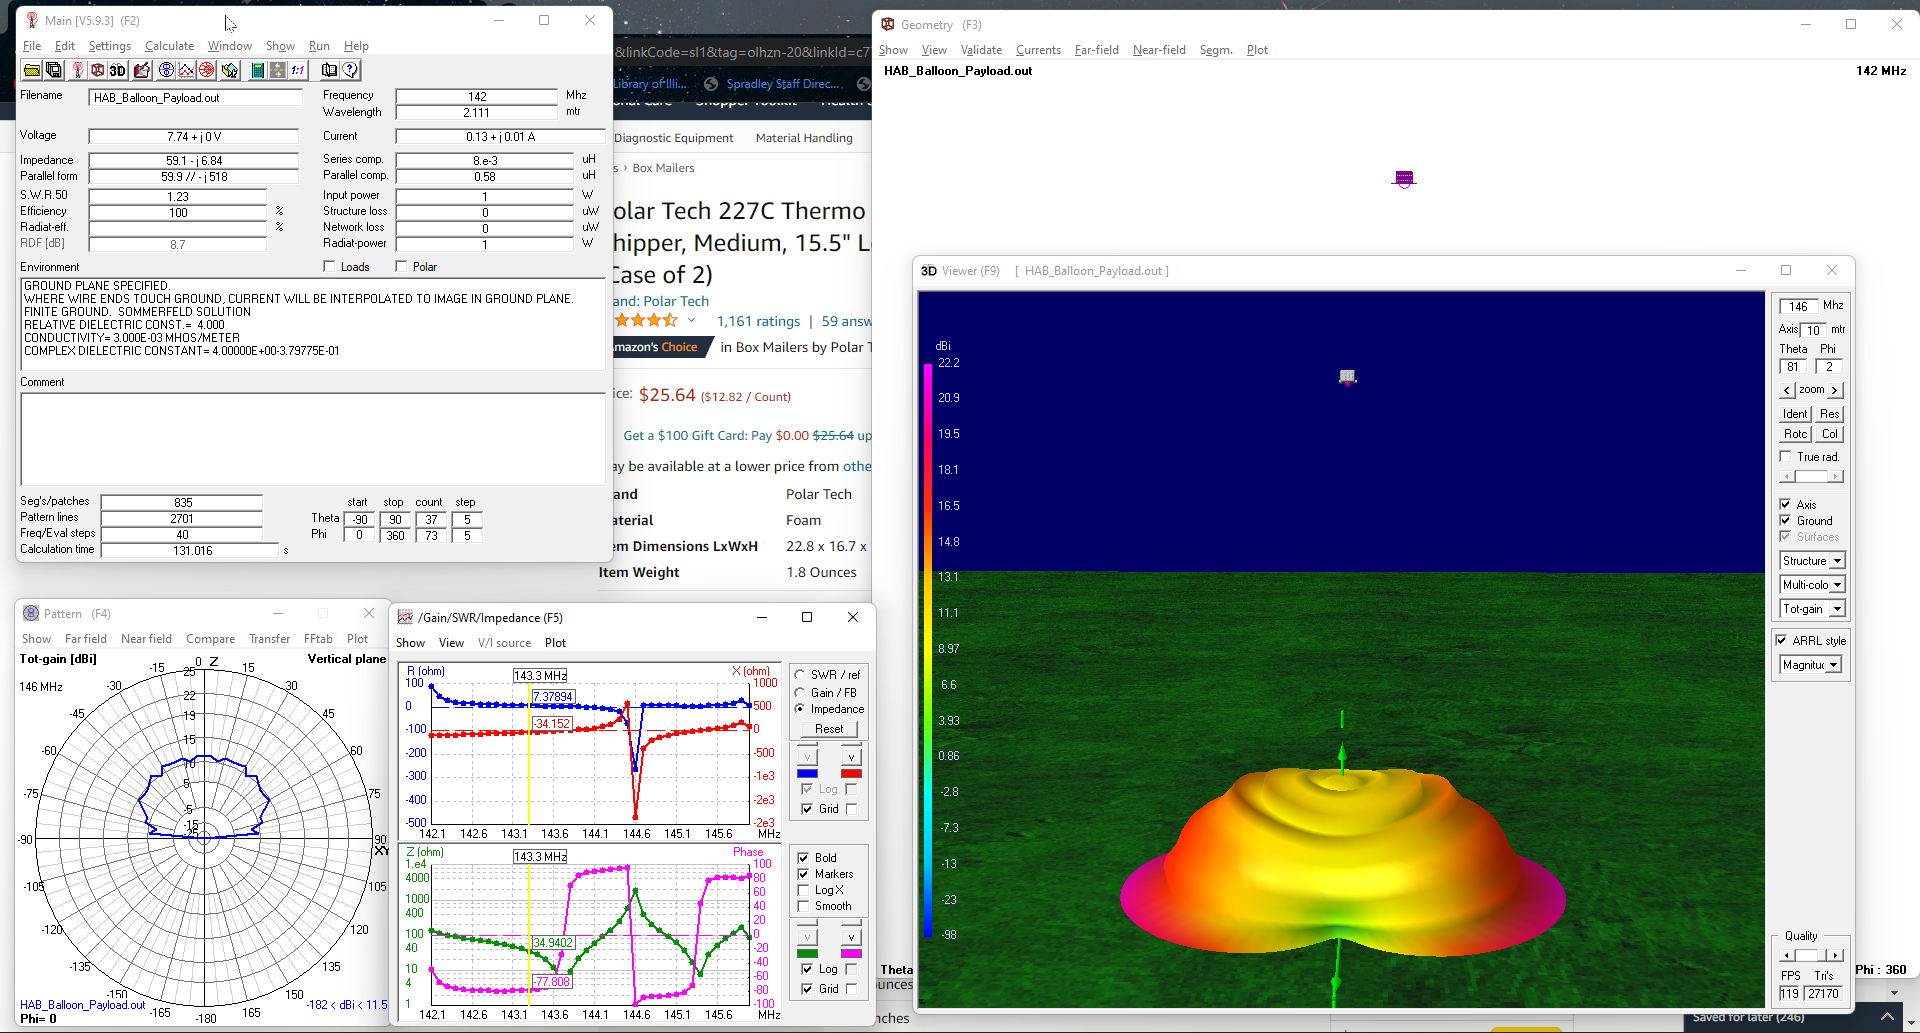 Main [V5.9.3] (F2)
File Edit Settings Calculate Window Show Run Help
3D
1:1
Filename HAB_Balloon_Payload.out Frequency 142 Mhz
Wavelength 2.111 mtr
Voltage 7.74 + j 0 V Current 0.13 + j 0.01 A
Impedance 59.1 - j 6.84 Series comp. 8.e-3 uH
Parallel form 59.9 // - j 518 Parallel comp. 0.58 uH
S.W.R.50 1.23 Input power 1 W
Efficiency 100 % Structure loss 0 uW
Radiat-eff. % Network loss 0 uW
RDF [dB] 8.7 Radiat-power 1 W
Environment Loads Polar
GROUND PLANE SPECIFIED.
WHERE WIRE ENDS TOUCH GROUND, CURRENT WILL BE INTERPOLATED TO IMAGE IN GROUND PLANE.
FINITE GROUND. SOMMERFELD SOLUTION
RELATIVE DIELECTRIC CONST.= 4.000
CONDUCTIVITY= 3.000E-03 MHOS/METER
COMPLEX DIELECTRIC CONSTANT= 4.00000E+00-3.79775E-01
Comment
Seg's/patches 835
Pattern lines 2701
Freq/Eval steps 40
Calculation time 131.016 s
start stop count step
Theta -90 90 37 5
Phi 0 360 73 5
&linkCode=sl1&tag=olhzn-20&linkId=c7
Library of Illi... Spradley Staff Direc...
Diagnostic Equipment Material Handling
s › Box Mailers
olar Tech 227C Thermo
hipper, Medium, 15.5" L
Case of 2)
and: Polar Tech
1,161 ratings | 59 answ
mazon's Choice in Box Mailers by Polar T
ice: $25.64 ($12.82 / Count)
Get a $100 Gift Card: Pay $0.00 $25.64 up
ay be available at a lower price from othe
and Polar Tech
aterial Foam
em Dimensions LxWxH 22.8 x 16.7 x
Item Weight 1.8 Ounces
ounces
nches
Saved for later (246)
Geometry (F3)
Show View Validate Currents Far-field Near-field Segm. Plot
HAB_Balloon_Payload.out 142 MHz
Theta
Phi : 360
3D Viewer (F9) [ HAB_Balloon_Payload.out ]
dBi
22.2
20.9
19.5
18.1
16.5
14.8
13.1
11.1
8.97
6.6
3.93
0.86
-2.8
-7.3
-13
-23
-98
146 Mhz
Axis 10 mtr
Theta Phi
81 2
< zoom >
Ident Res
Rotc Col
True rad.
Axis
Ground
Surfaces
Structure
Multi-colo
Tot-gain
ARRL style
Magnitu
Quality
FPS Tri's
119 27170
Pattern (F4)
Show Far field Near field Compare Transfer FFtab Plot
Tot-gain [dBi] Vertical plane
146 MHz
0 Z
-15 15
-30 30
-45 45
-60 60
-75 75
-90 90
XY
-105 105
-120 120
-135 135
-150 150
-165 165
-180
25
22
19
15
10
5
-5
-15
-25
HAB_Balloon_Payload.out -182 < dBi < 11.5
Phi= 0
/Gain/SWR/Impedance (F5)
Show View V/I source Plot
R (ohm) 143.3 MHz X (ohm)
100 1000
0 500
-100 0
-200 -500
-300 -1e3
-400 -2e3
-500 -2e3
7.37894
-34.152
142.1 142.6 143.1 143.6 144.1 144.6 145.1 145.6 MHz
SWR / ref
Gain / FB
Impedance
Reset
v v
Log
Grid
Z (ohm) 143.3 MHz Phase
1.e4
4000
1000
400
100
40
10
4
1
100
80
60
40
20
0
-20
-40
-60
-80
-100
34.9402
-77.808
142.1 142.6 143.1 143.6 144.1 144.6 145.1 145.6 MHz
Bold
Markers
Log X
Smooth
v v
Log
Grid